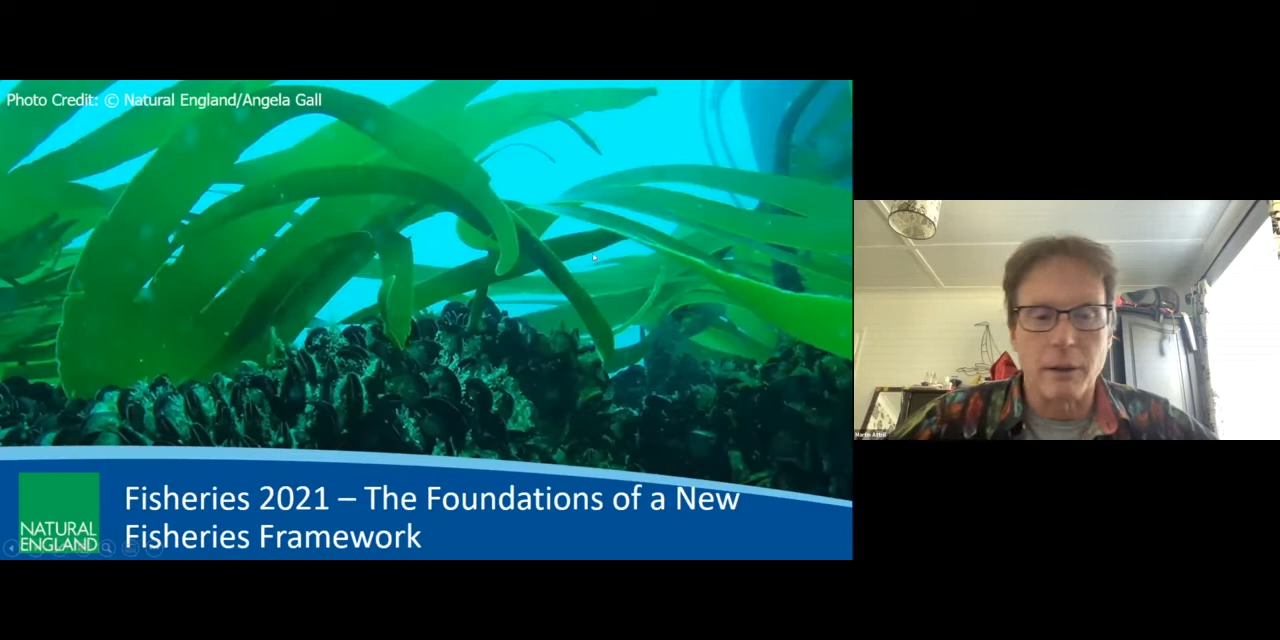 Photo Credit: © Natural England/Angela Gall
NATURAL
ENGLAND
Fisheries 2021 – The Foundations of a New
Fisheries Framework